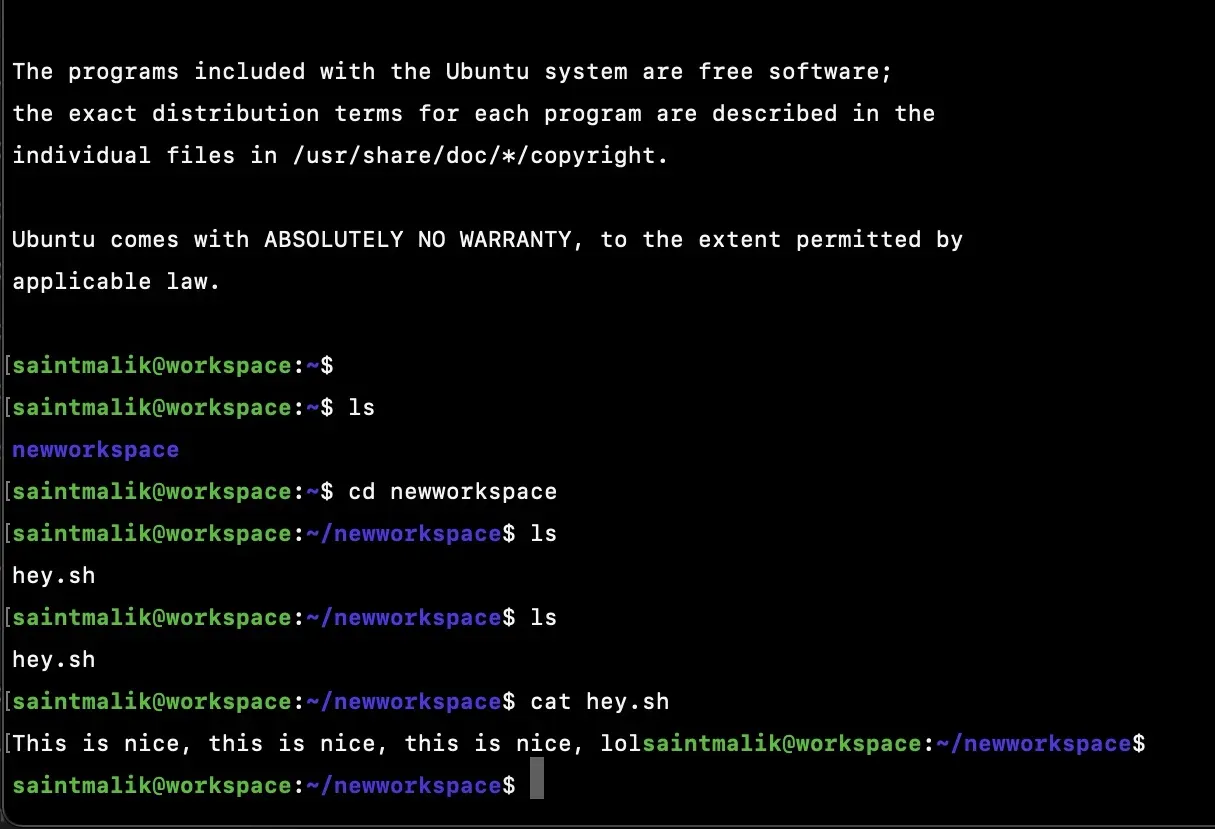 The programs included with the Ubuntu system are free software;
the exact distribution terms for each program are described in the
individual files in /usr/share/doc/*/copyright.
Ubuntu comes with ABSOLUTELY NO WARRANTY, to the extent permitted by
applicable law.
[saintmalik@workspace:~$
[saintmalik@workspace:~$ ls
newworkspace
[saintmalik@workspace:~$ cd newworkspace
[saintmalik@workspace:~/newworkspace$ ls
hey.sh
[saintmalik@workspace:~/newworkspace$ ls
hey.sh
[saintmalik@workspace:~/newworkspace$ cat hey.sh
[This is nice, this is nice, this is nice, lolsaintmalik@workspace:~/newworkspace$
saintmalik@workspace:~/newworkspace$